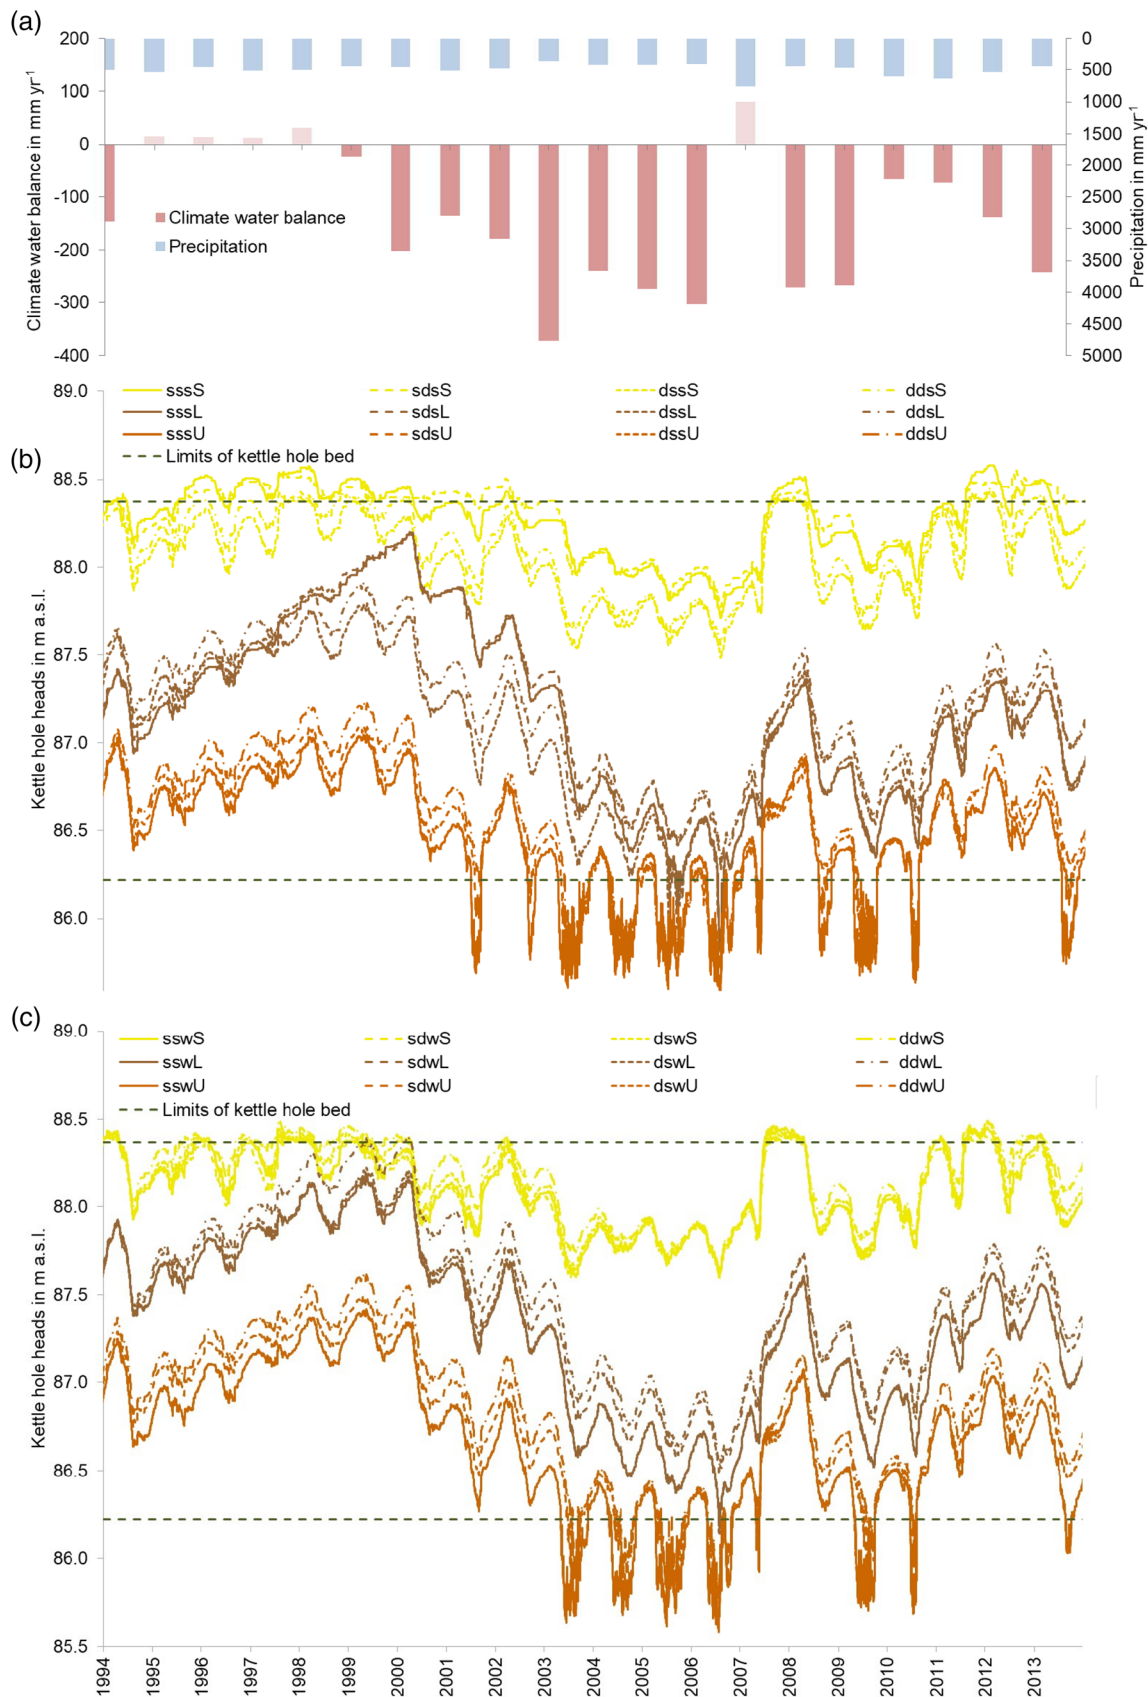 (a)
200
100
0
-100
-200
-300
-400
Climate water balance in mm yr⁻¹
Climate water balance
Precipitation
0
500
1000
1500
2000
2500
3000
3500
4000
4500
5000
Precipitation in mm yr⁻¹
(b)
89.0
88.5
88.0
87.5
87.0
86.5
86.0
Kettle hole heads in m a.s.l.
sssS sdsS dssS ddsS
sssL sdsL dssL ddsL
sssU sdsU dssU ddsU
Limits of kettle hole bed
(c)
89.0
88.5
88.0
87.5
87.0
86.5
86.0
85.5
Kettle hole heads in m a.s.l.
sswS sdwS dswS ddwS
sswL sdwL dswL ddwL
sswU sdwU dswU ddwU
Limits of kettle hole bed
1994 1995 1996 1997 1998 1999 2000 2001 2002 2003 2004 2005 2006 2007 2008 2009 2010 2011 2012 2013